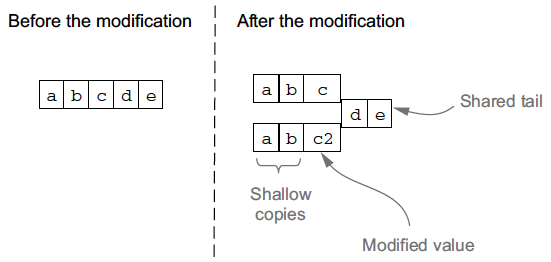 Before the modification
After the modification
a b c d e
a b c
d e
Shared tail
a b c2
Shallow
copies
Modified value